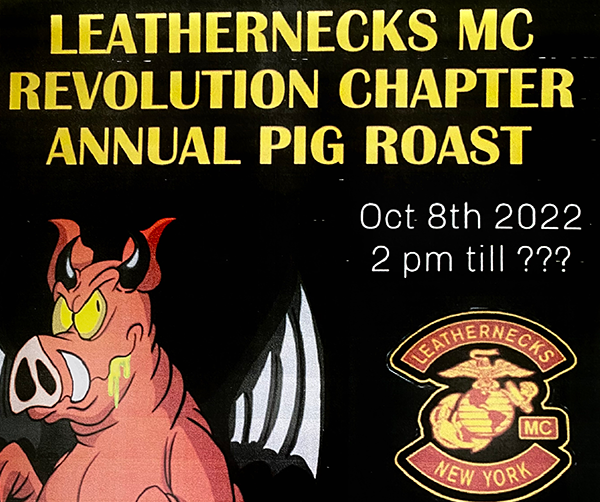 LEATHERNECKS MC
REVOLUTION CHAPTER
ANNUAL PIG ROAST
Oct 8th 2022
2 pm till ???
LEATHERNECKS
MC
NEW YORK